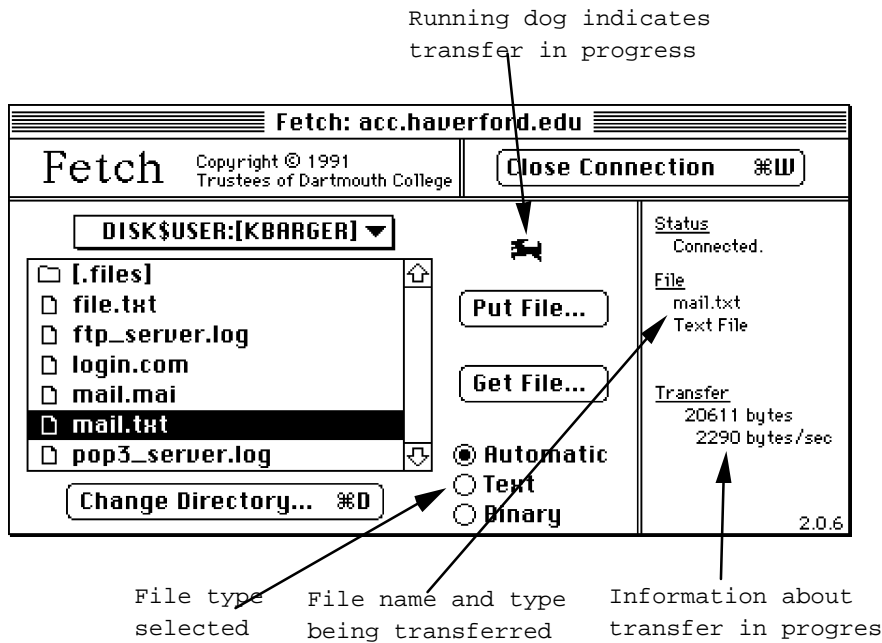 Running dog indicates
transfer in progress
Fetch: acc.haverford.edu
Fetch
Copyright © 1991
Trustees of Dartmouth College
Close Connection ⌘W
DISK$USER:[KBARGER]
[.files]
file.txt
ftp_server.log
login.com
mail.mai
mail.txt
pop3_server.log
Change Directory... ⌘D
Put File...
Get File...
Automatic
Text
Binary
Status
Connected.
File
mail.txt
Text File
Transfer
20611 bytes
2290 bytes/sec
2.0.6
File type
selected
File name and type
being transferred
Information about
transfer in progres